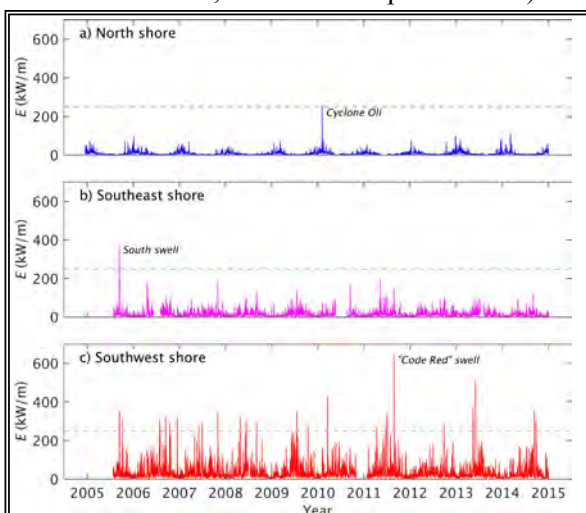 a) North shore
600
400
200
0
E (kW/m)
Cyclone Oli
b) Southeast shore
600
400
200
0
E (kW/m)
South swell
c) Southwest shore
600
400
200
0
E (kW/m)
"Code Red" swell
2005 2006 2007 2008 2009 2010 2011 2012 2013 2014 2015
Year